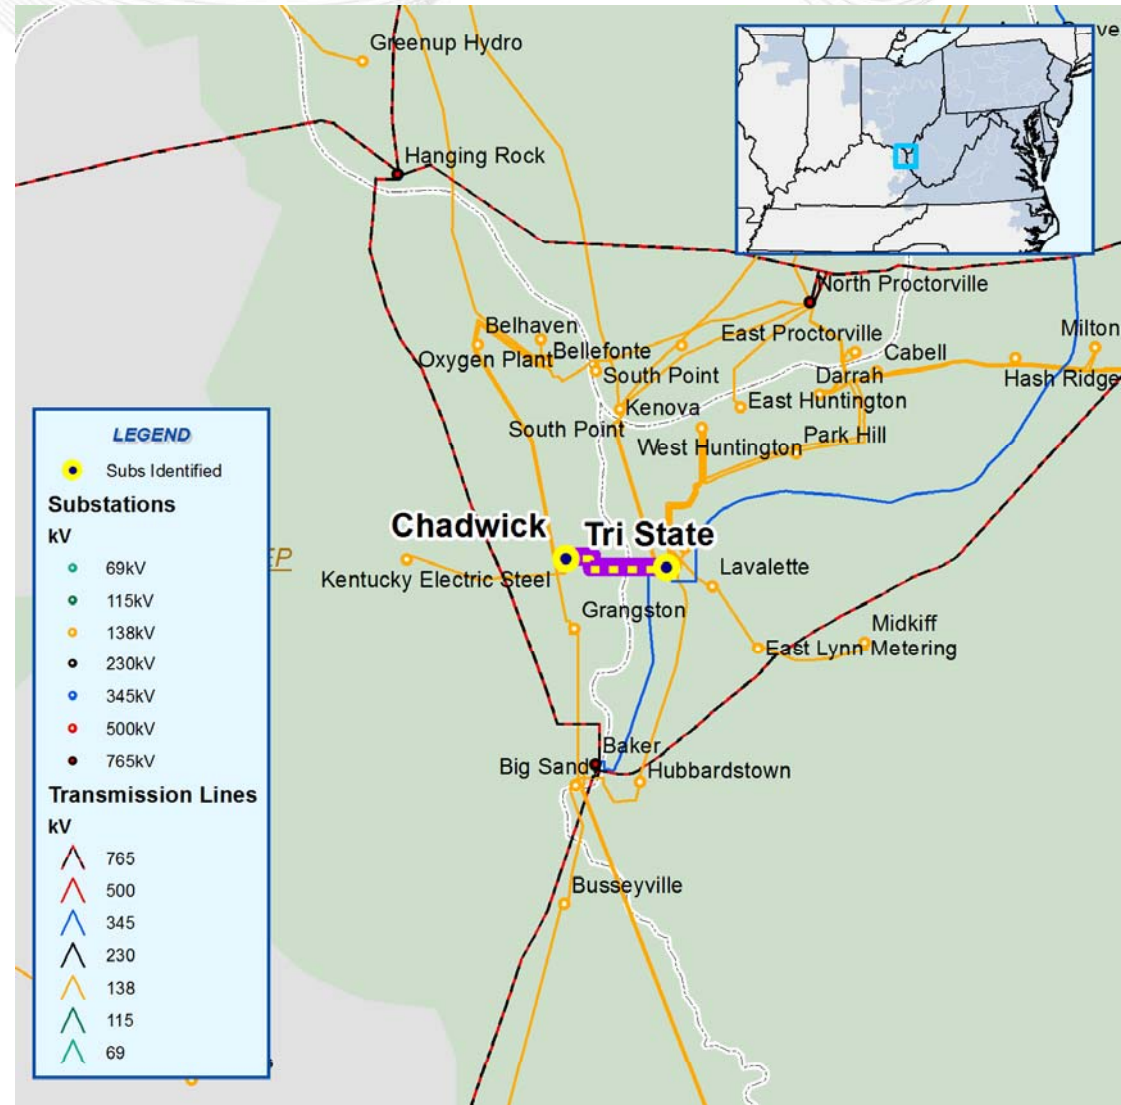 Greenup Hydro
Hanging Rock
North Proctorville
Belhaven
East Proctorville
Milton
Oxygen Plant
Bellefonte
Cabell
South Point
Darrah
Hash Ridge
Kenova
East Huntington
South Point
West Huntington
Park Hill
Chadwick
Tri State
EP
Kentucky Electric Steel
Lavalette
Grangston
Midkiff
East Lynn Metering
Baker
Big Sand
Hubbardstown
Busseyville
LEGEND
Subs Identified
Substations
kV
69kV
115kV
138kV
230kV
345kV
500kV
765kV
Transmission Lines
kV
765
500
345
230
138
115
69